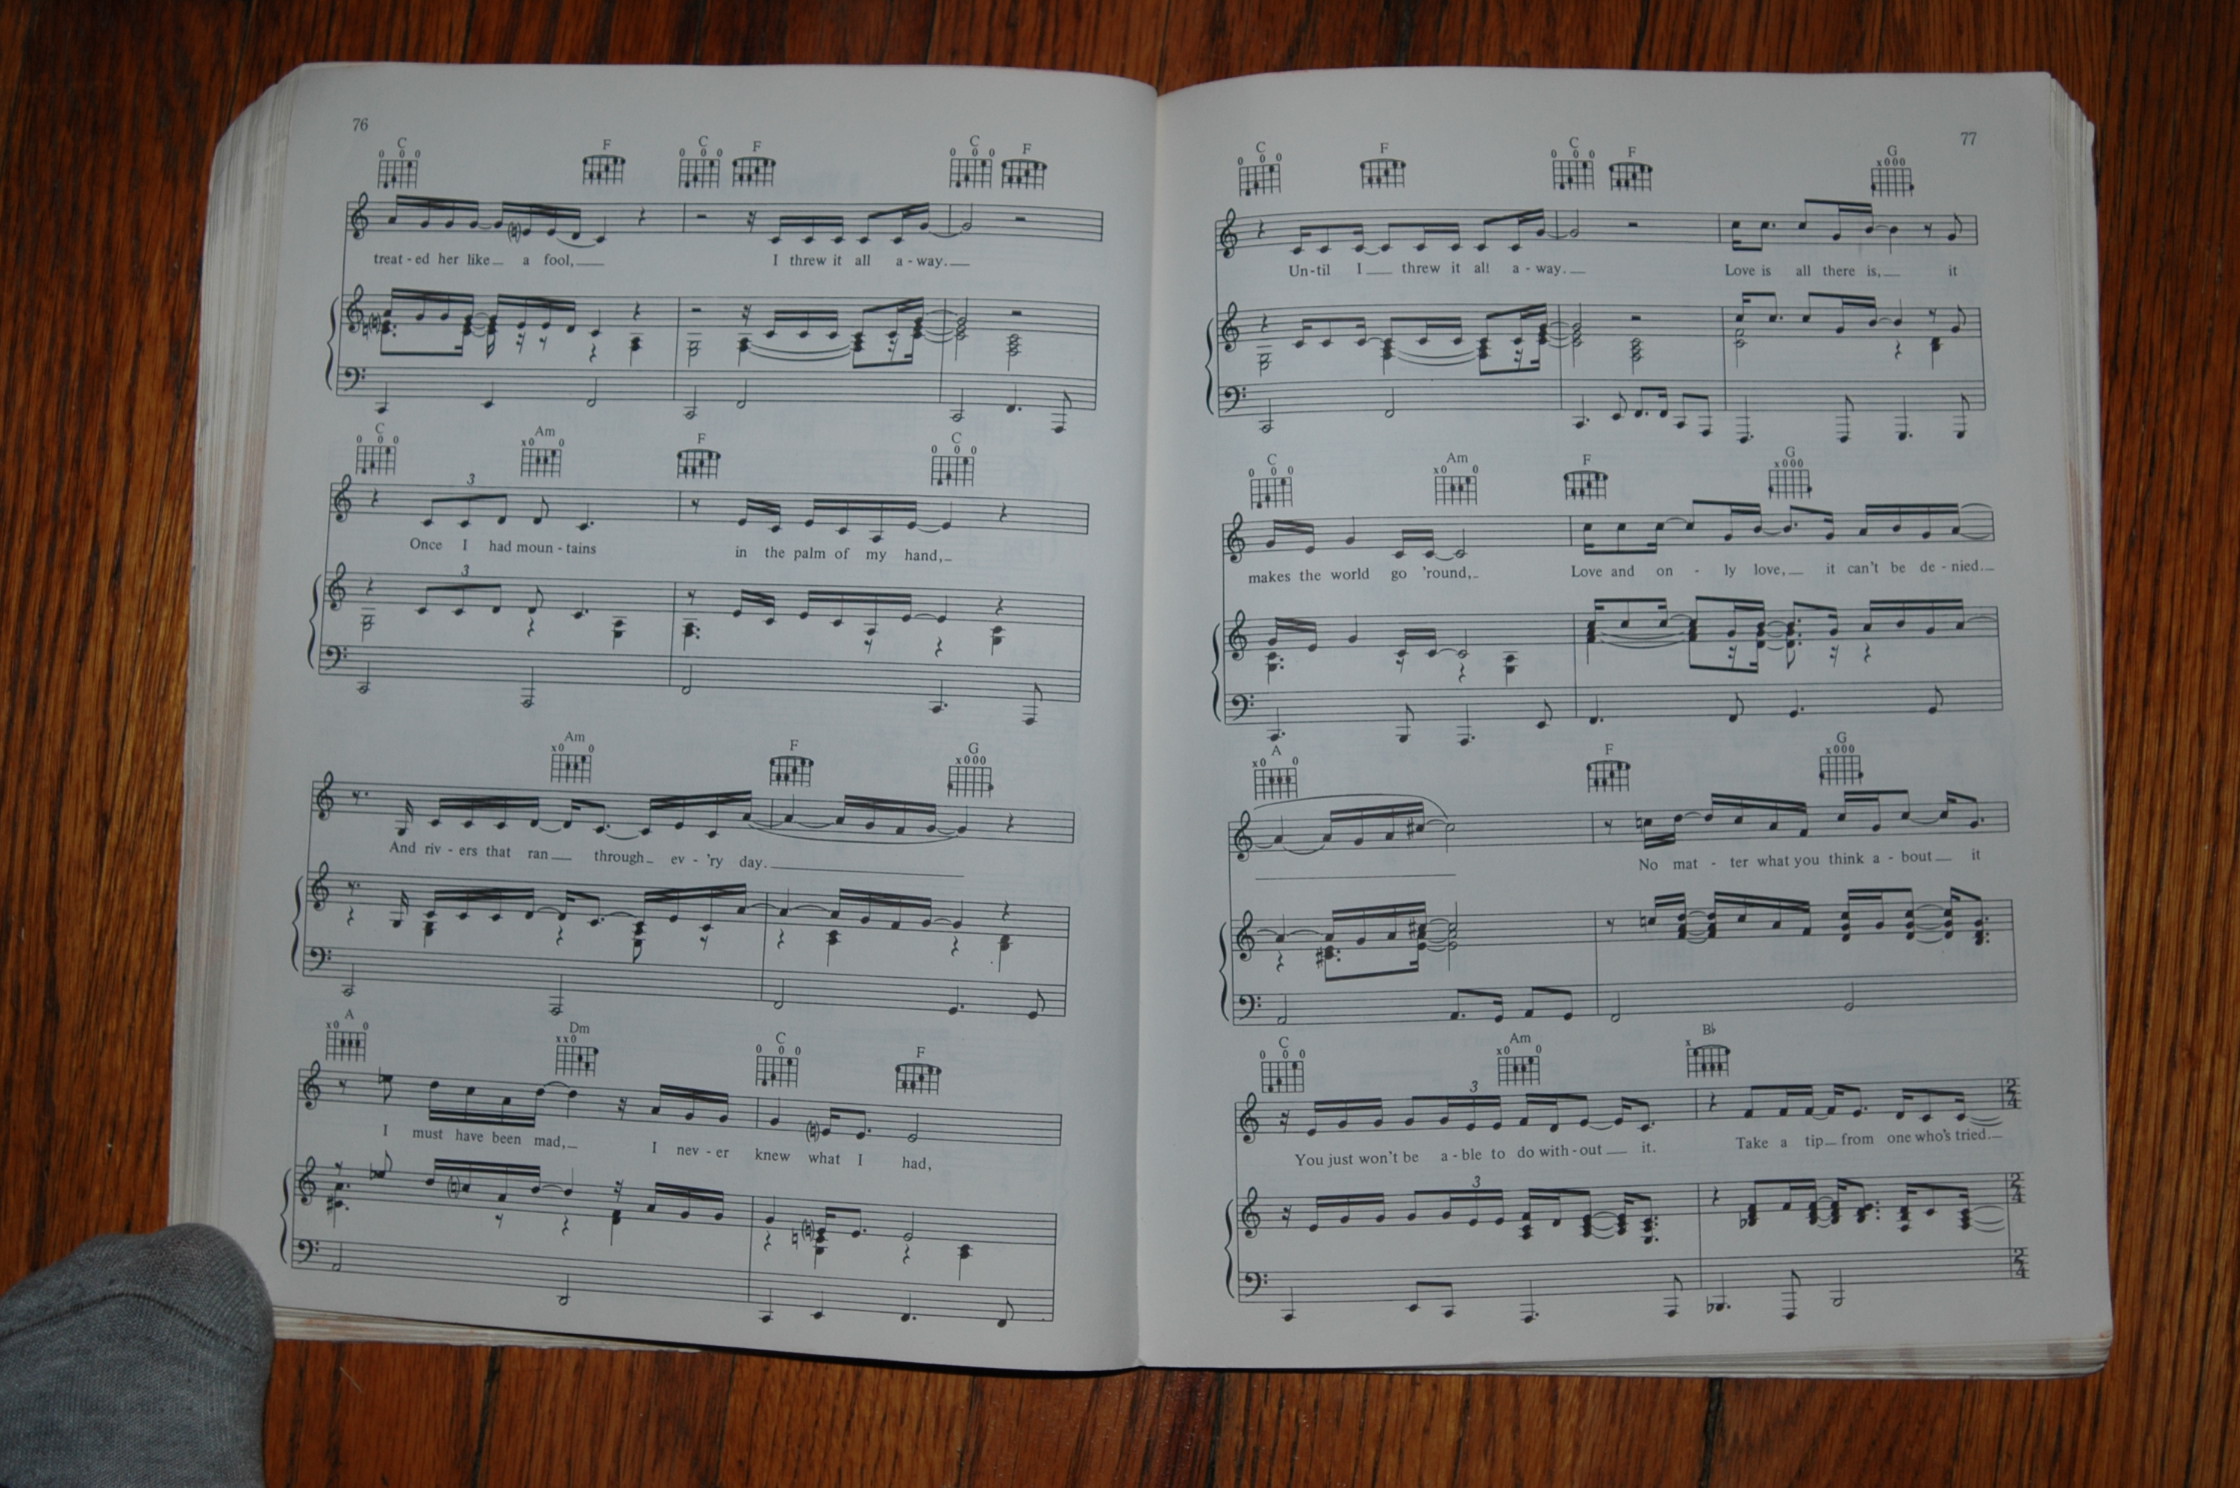 76
C F C F C F
treat - ed her like a fool, I threw it all a - way.
C Am F C
3
Once I had moun - tains in the palm of my hand,
3
Am F G
And riv - ers that ran through ev - 'ry day.
A Dm C F
I must have been mad, I nev - er knew what I had,
77
C F C F G
Un - til I threw it all a - way. Love is all there is, it
C Am F G
makes the world go 'round, Love and on - ly love, it can't be de - nied.
A F G
No mat - ter what you think a - bout it
C Am B♭
3
You just won't be a - ble to do with - out it. Take a tip from one who's tried.
3